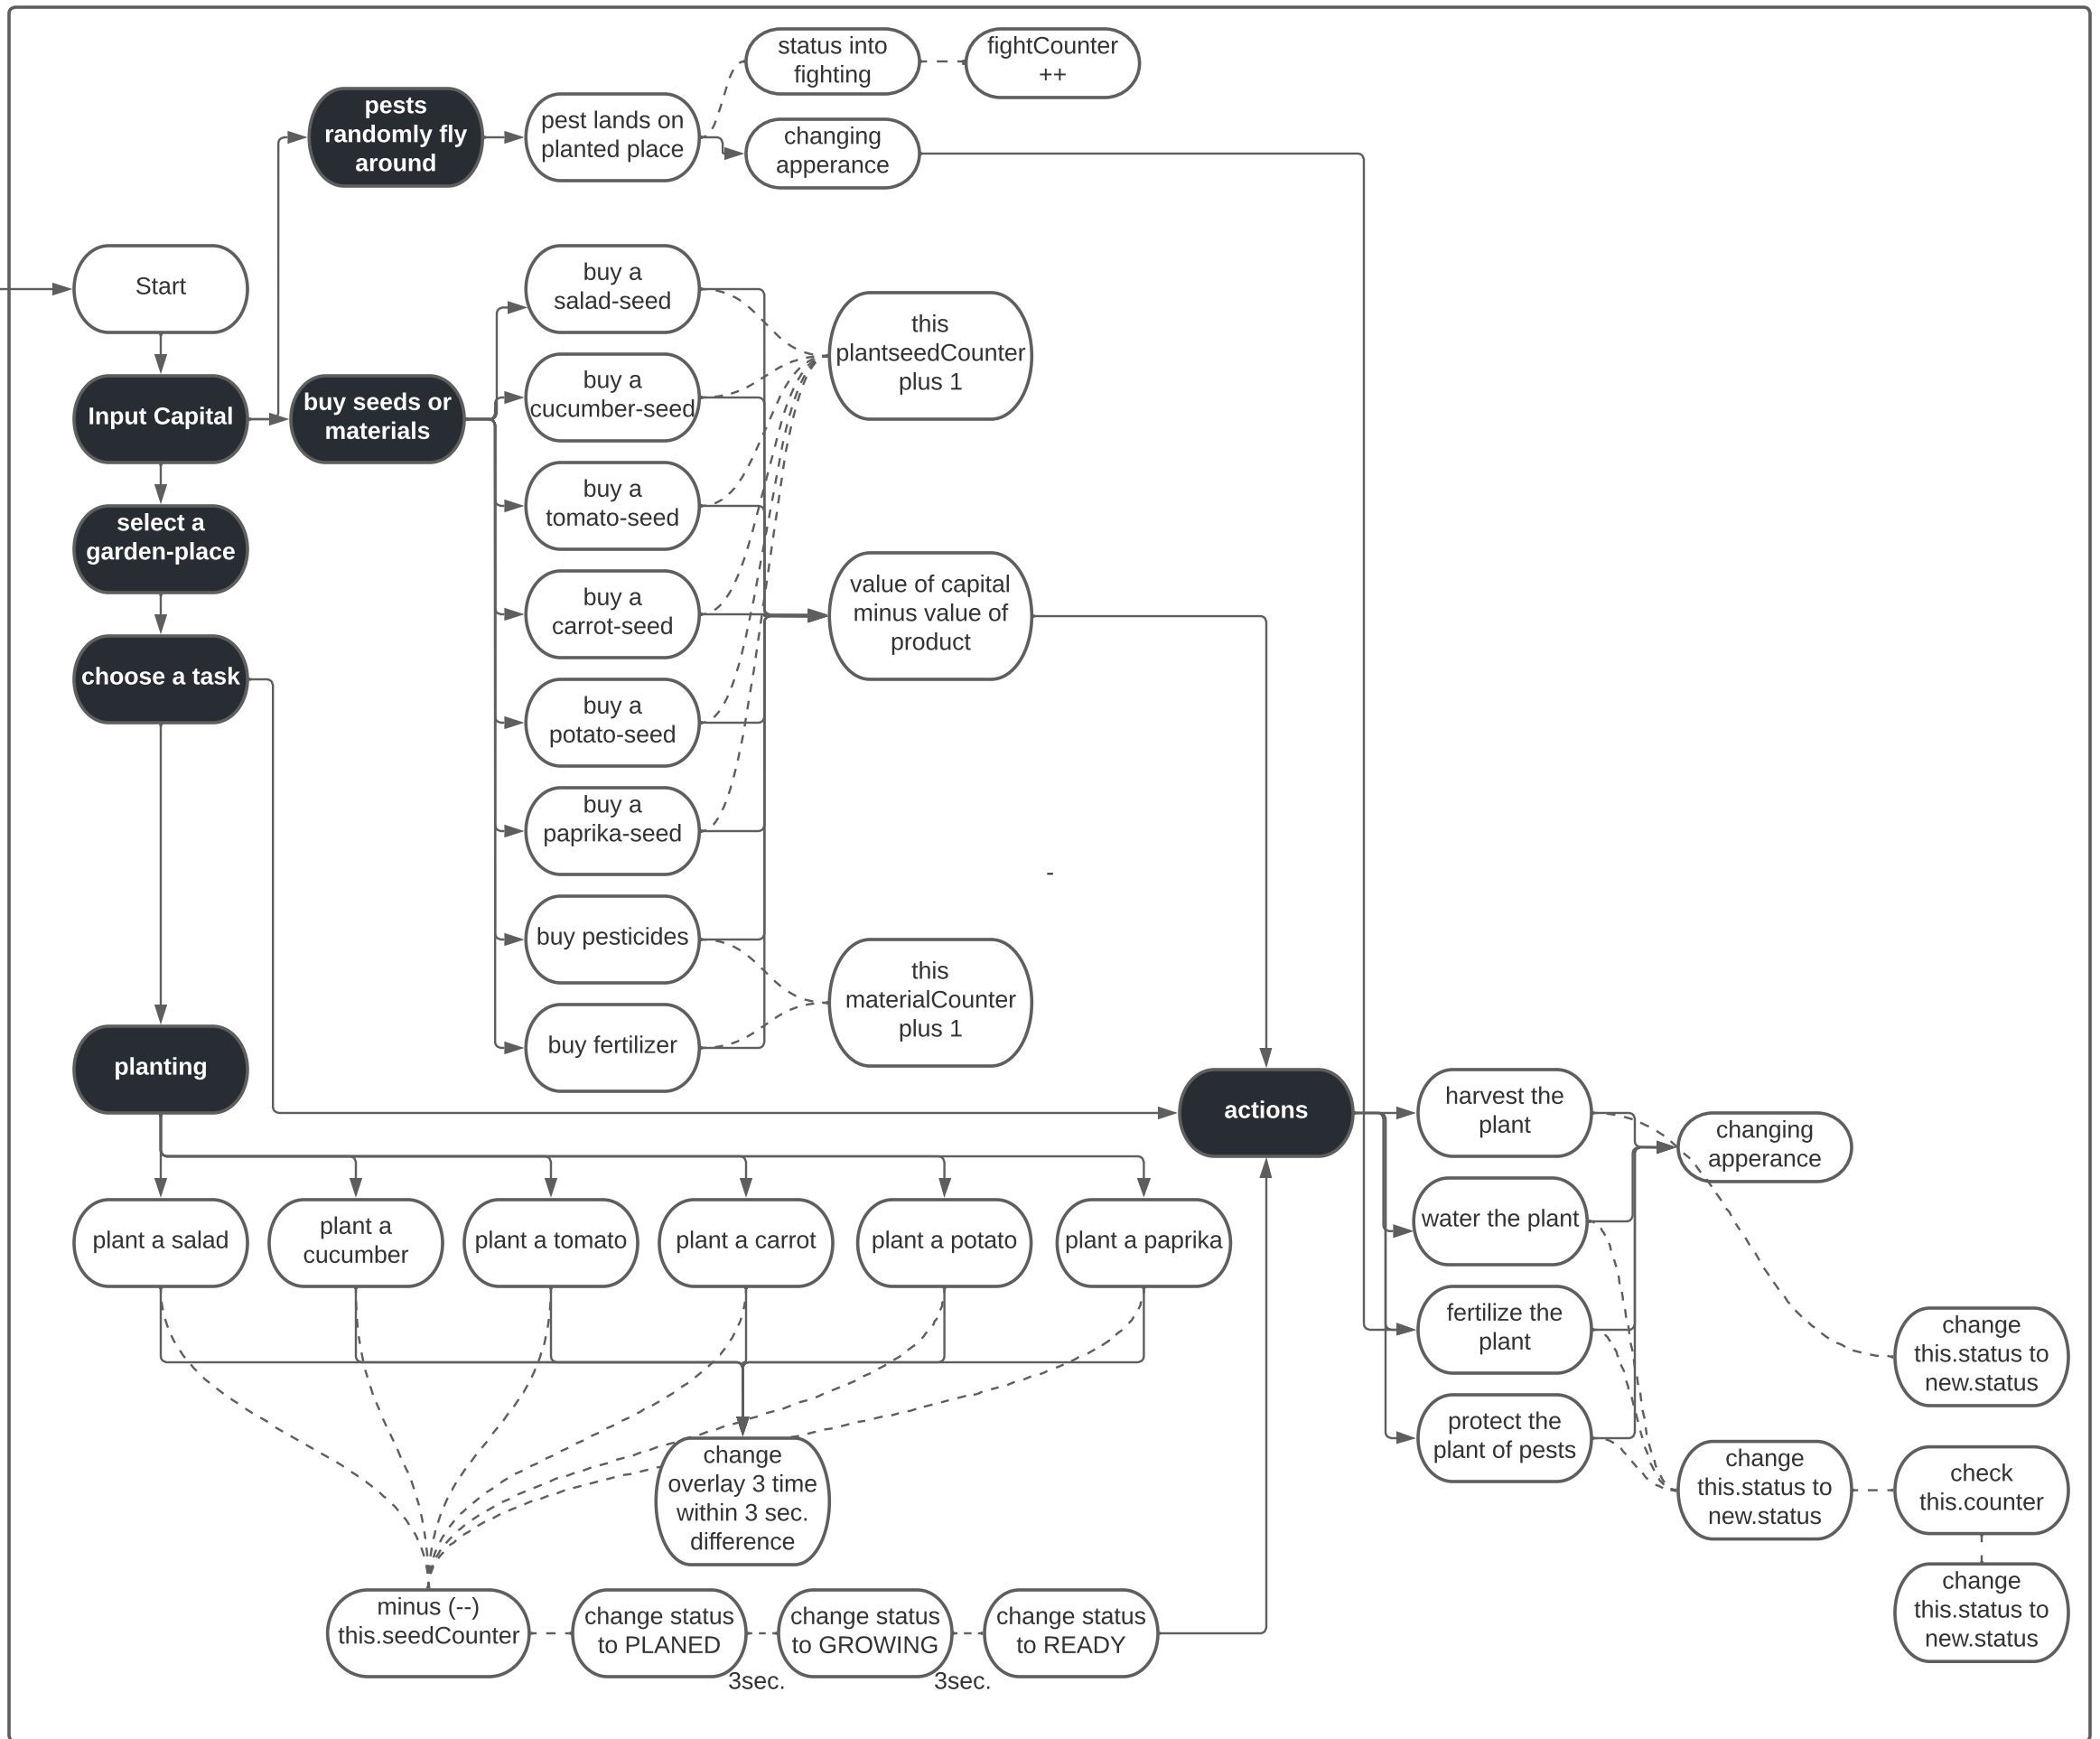 status into
fighting
fightCounter
++
pests
randomly fly
around
pest lands on
planted place
changing
apperance
Start
Input Capital
buy seeds or
materials
select a
garden-place
choose a task
buy a
salad-seed
buy a
cucumber-seed
buy a
tomato-seed
buy a
carrot-seed
buy a
potato-seed
buy a
paprika-seed
buy pesticides
buy fertilizer
this
plantseedCounter
plus 1
value of capital
minus value of
product
-
this
materialCounter
plus 1
planting
actions
plant a salad
plant a
cucumber
plant a tomato
plant a carrot
plant a potato
plant a paprika
harvest the
plant
water the plant
fertilize the
plant
protect the
plant of pests
changing
apperance
change
this.status to
new.status
change
this.status to
new.status
check
this.counter
change
this.status to
new.status
change
overlay 3 time
within 3 sec.
difference
minus (--)
this.seedCounter
change status
to PLANED
3sec.
change status
to GROWING
3sec.
change status
to READY